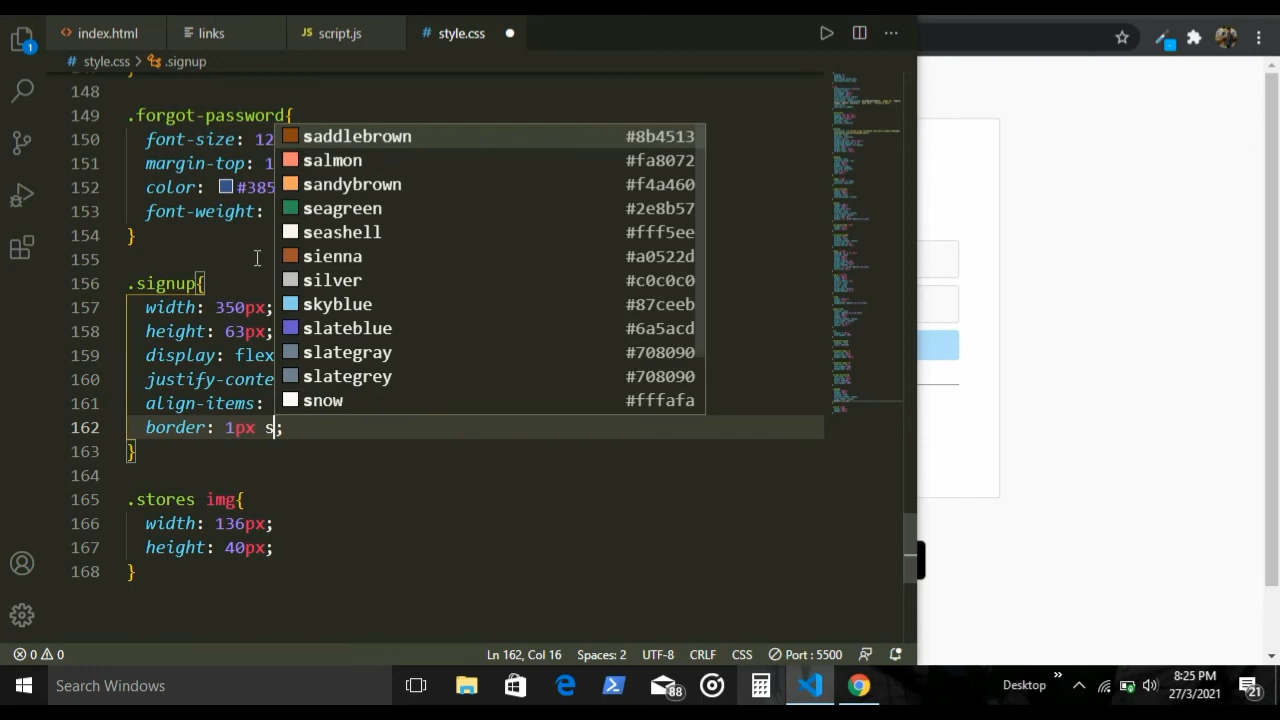 index.html links script.js style.css
style.css › .signup
148
149 .forgot-password{
150 font-size: 12
151 margin-top: 1
152 color: #385
153 font-weight:
154 }
155
156 .signup{
157 width: 350px;
158 height: 63px;
159 display: flex
160 justify-conte
161 align-items:
162 border: 1px s;
163 }
164
165 .stores img{
166 width: 136px;
167 height: 40px;
168 }
saddlebrown #8b4513
salmon #fa8072
sandybrown #f4a460
seagreen #2e8b57
seashell #fff5ee
sienna #a0522d
silver #c0c0c0
skyblue #87ceeb
slateblue #6a5acd
slategray #708090
slategrey #708090
snow #fffafa
0 0 Ln 162, Col 16 Spaces: 2 UTF-8 CRLF CSS Port : 5500
Search Windows 88 Desktop 8:25 PM
27/3/2021 21
1